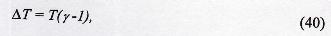 ΔT = T(γ -1), (40)